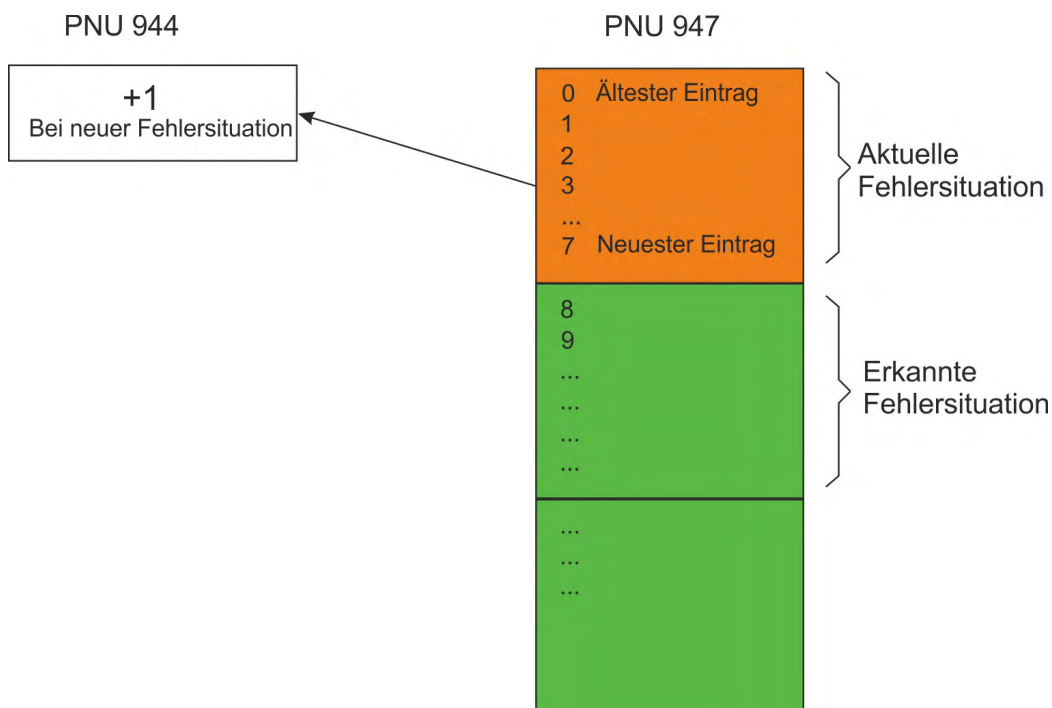 PNU 944
+1
Bei neuer Fehlersituation
PNU 947
0 Ältester Eintrag
1
2
3
...
7 Neuester Eintrag
Aktuelle
Fehlersituation
8
9
...
...
...
...
Erkannte
Fehlersituation
...
...
...